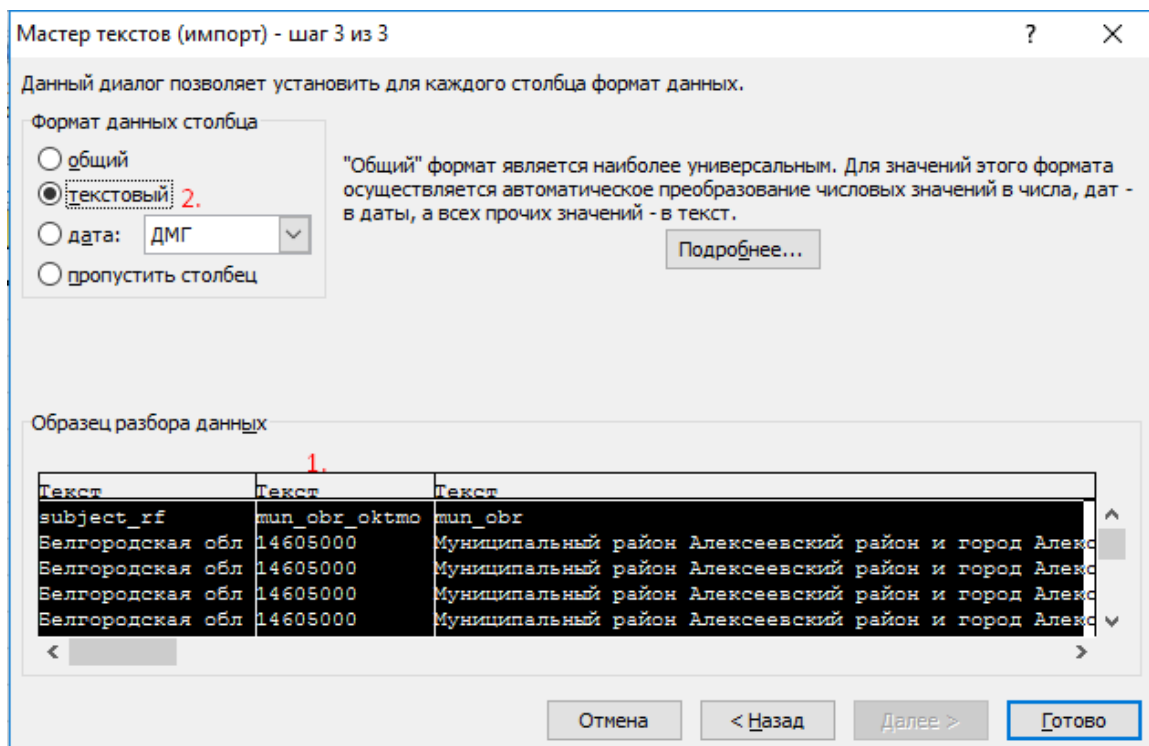 Мастер текстов (импорт) - шаг 3 из 3
Данный диалог позволяет установить для каждого столбца формат данных.
Формат данных столбца
общий
текстовый 2.
дата: ДМГ
пропустить столбец
"Общий" формат является наиболее универсальным. Для значений этого формата
осуществляется автоматическое преобразование числовых значений в числа, дат -
в даты, а всех прочих значений - в текст.
Подробнее...
Образец разбора данных
1.
Текст Текст Текст
subject_rf mun_obr_oktmo mun_obr
Белгородская обл 14605000 Муниципальный район Алексеевский район и город Алекс
Белгородская обл 14605000 Муниципальный район Алексеевский район и город Алекс
Белгородская обл 14605000 Муниципальный район Алексеевский район и город Алекс
Белгородская обл 14605000 Муниципальный район Алексеевский район и город Алекс
Отмена < Назад Далее > Готово